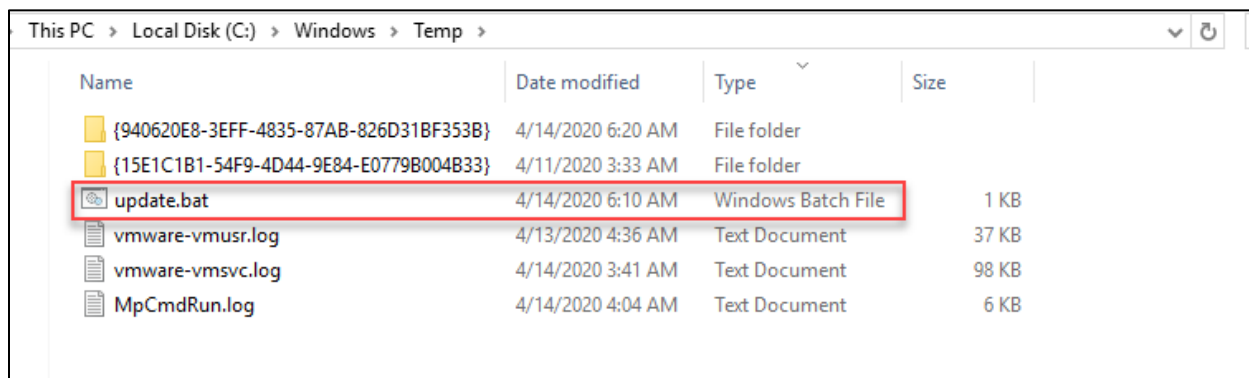 This PC > Local Disk (C:) > Windows > Temp >
Name Date modified Type Size
{940620E8-3EFF-4835-87AB-826D31BF353B} 4/14/2020 6:20 AM File folder
{15E1C1B1-54F9-4D44-9E84-E0779B004B33} 4/11/2020 3:33 AM File folder
update.bat 4/14/2020 6:10 AM Windows Batch File 1 KB
vmware-vmusr.log 4/13/2020 4:36 AM Text Document 37 KB
vmware-vmsvc.log 4/14/2020 3:41 AM Text Document 98 KB
MpCmdRun.log 4/14/2020 4:04 AM Text Document 6 KB